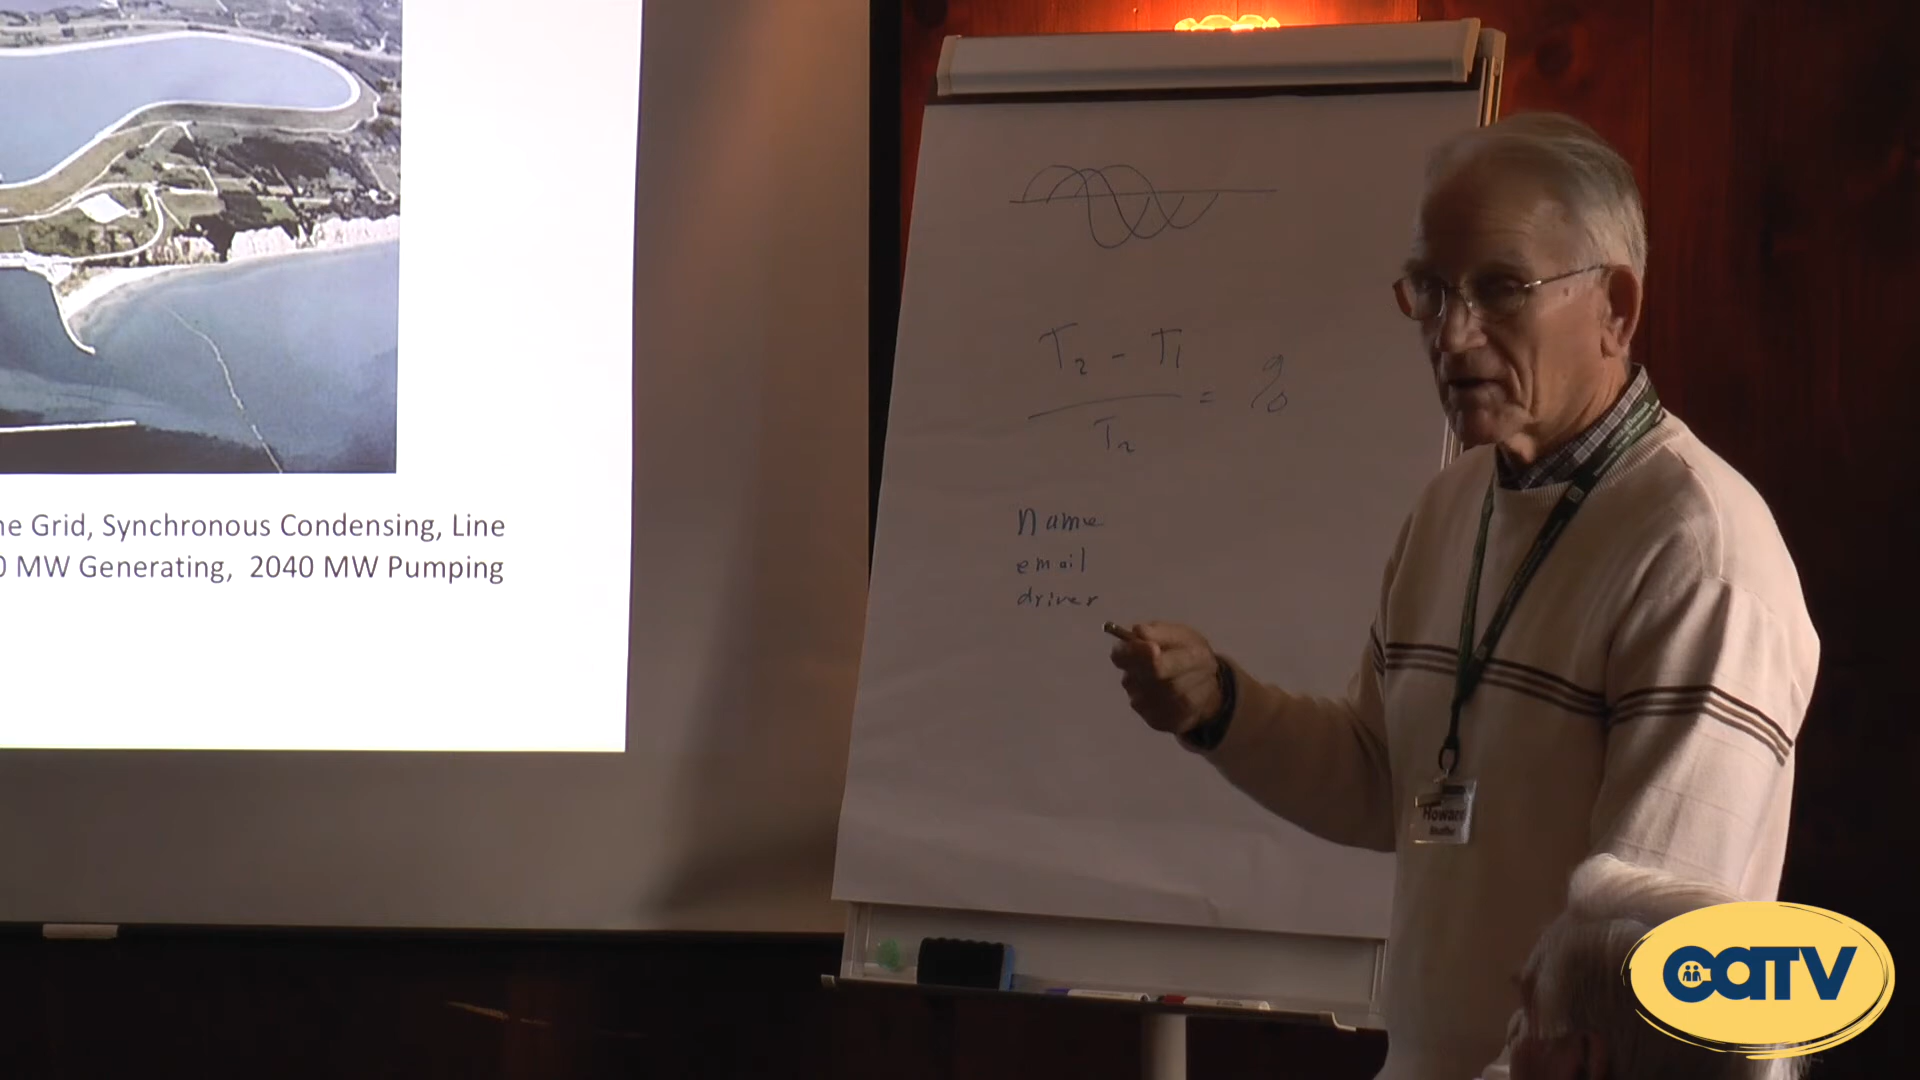 ne Grid, Synchronous Condensing, Line
0 MW Generating, 2040 MW Pumping
T2 - T1
= %
T2
Name
email
driver
Howard
catv